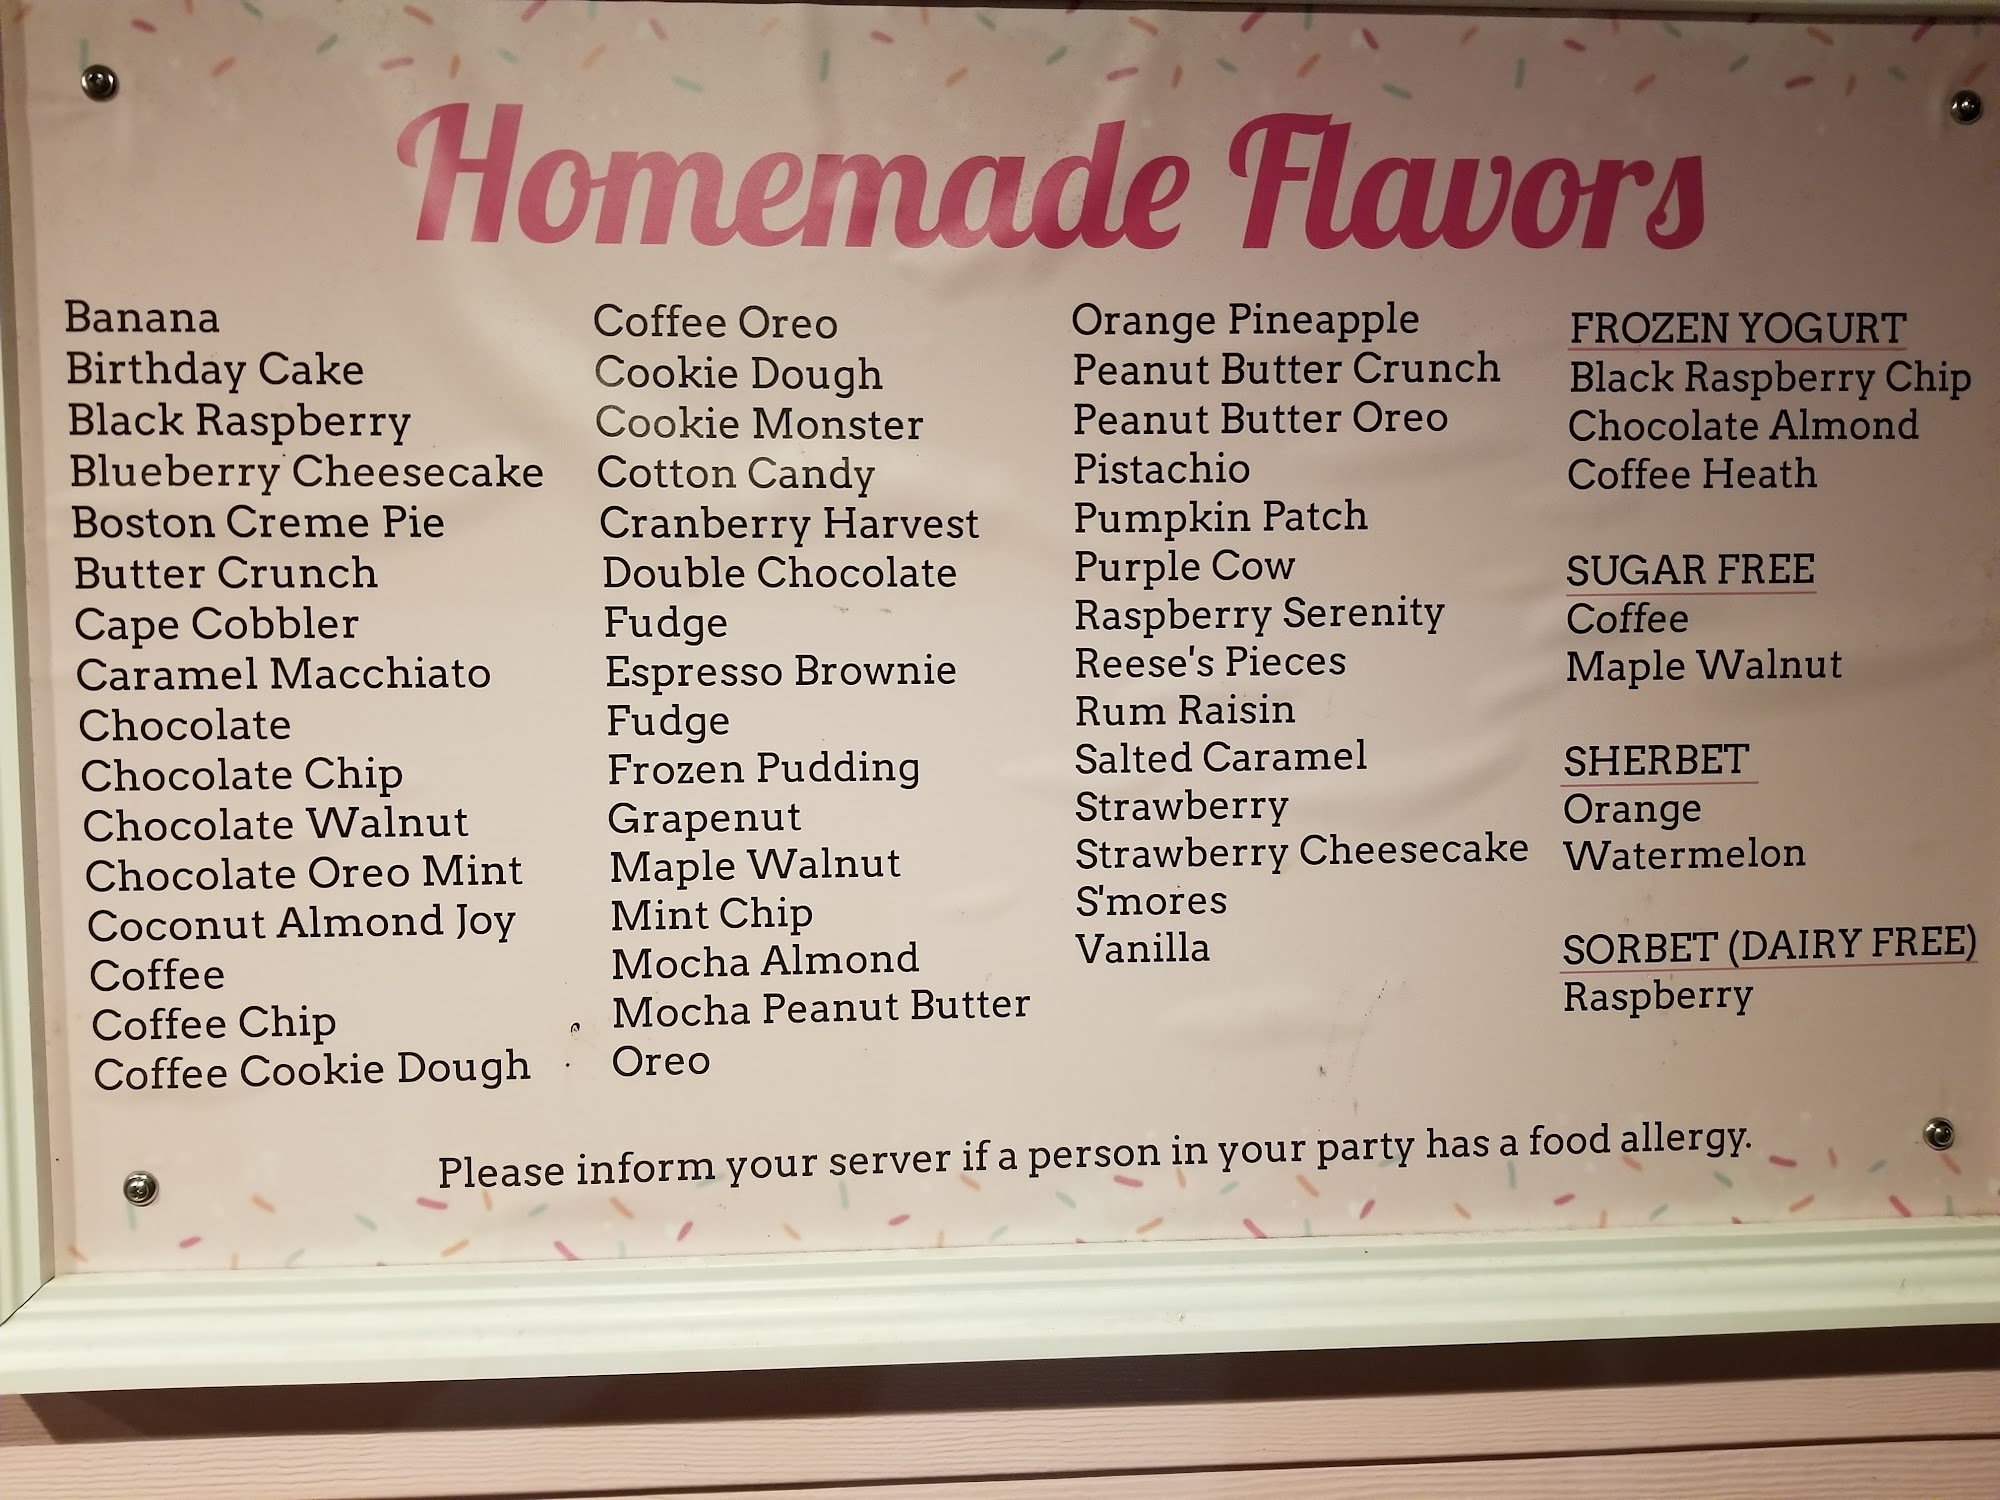 Homemade Flavors
Banana
Birthday Cake
Black Raspberry
Blueberry Cheesecake
Boston Creme Pie
Butter Crunch
Cape Cobbler
Caramel Macchiato
Chocolate
Chocolate Chip
Chocolate Walnut
Chocolate Oreo Mint
Coconut Almond Joy
Coffee
Coffee Chip
Coffee Cookie Dough
Coffee Oreo
Cookie Dough
Cookie Monster
Cotton Candy
Cranberry Harvest
Double Chocolate
Fudge
Espresso Brownie
Fudge
Frozen Pudding
Grapenut
Maple Walnut
Mint Chip
Mocha Almond
Mocha Peanut Butter
Oreo
Orange Pineapple
Peanut Butter Crunch
Peanut Butter Oreo
Pistachio
Pumpkin Patch
Purple Cow
Raspberry Serenity
Reese's Pieces
Rum Raisin
Salted Caramel
Strawberry
Strawberry Cheesecake
S'mores
Vanilla
FROZEN YOGURT
Black Raspberry Chip
Chocolate Almond
Coffee Heath
SUGAR FREE
Coffee
Maple Walnut
SHERBET
Orange
Watermelon
SORBET (DAIRY FREE)
Raspberry
Please inform your server if a person in your party has a food allergy.